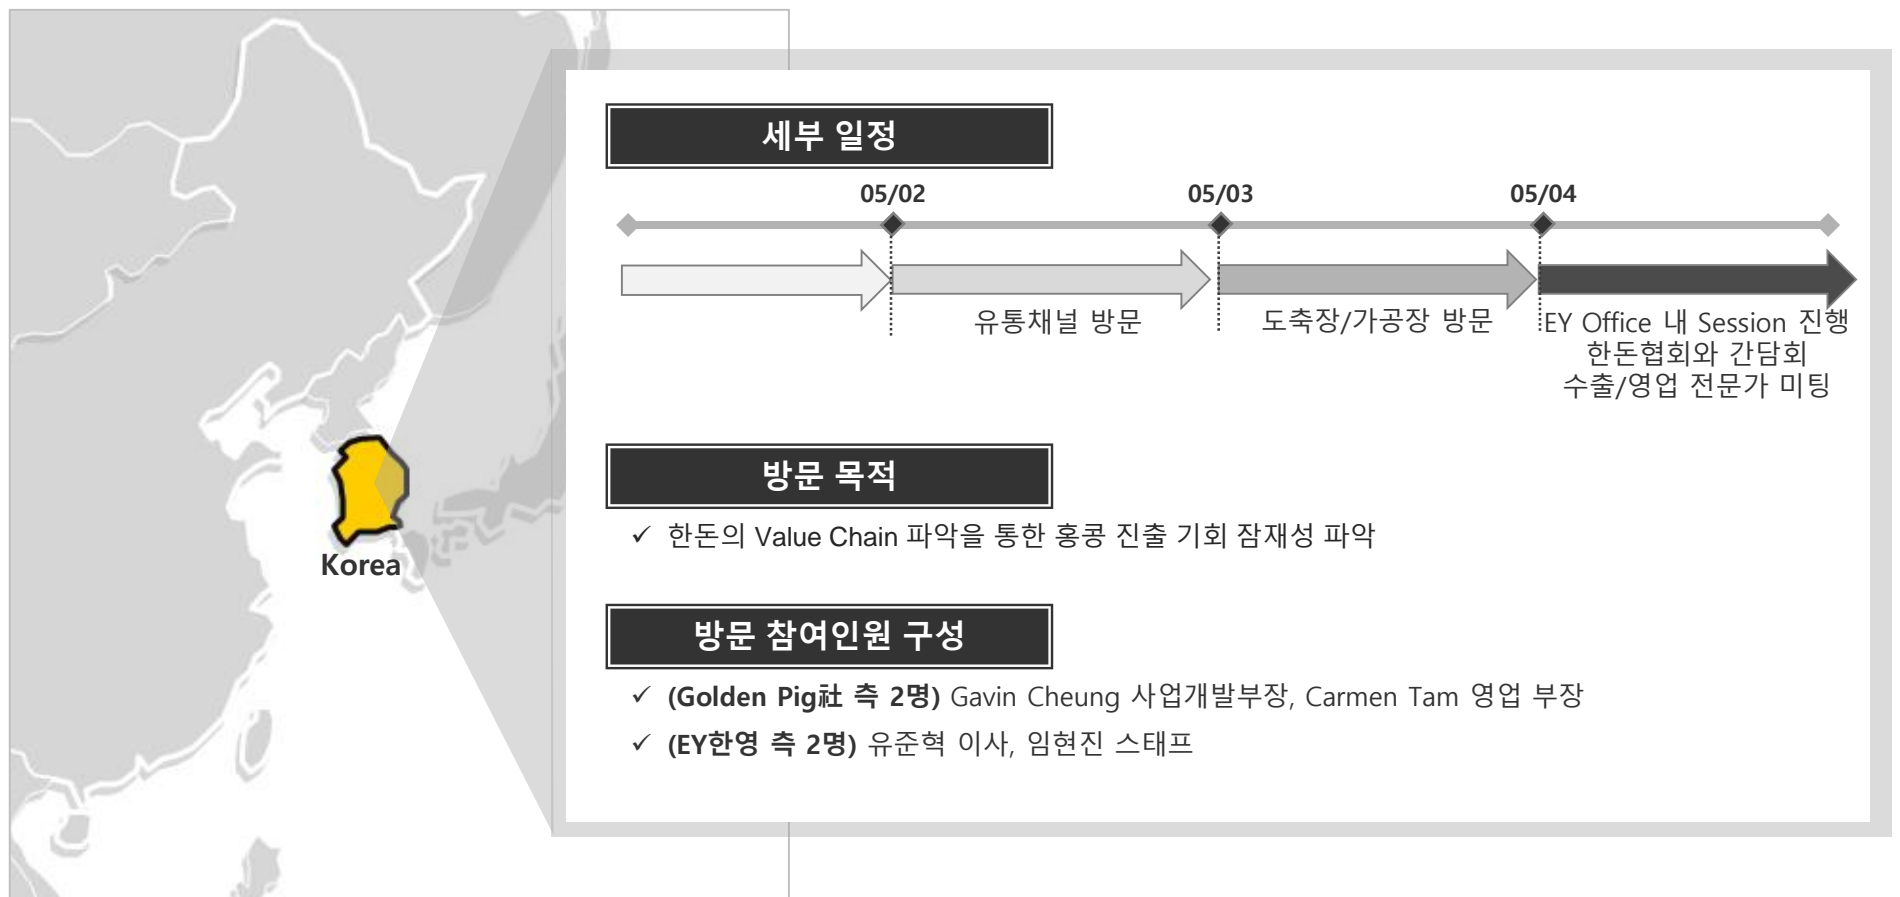 세부 일정
05/02
05/03
05/04
유통채널 방문
도축장/가공장 방문
EY Office 내 Session 진행
한돈협회와 간담회
수출/영업 전문가 미팅
방문 목적
✓ 한돈의 Value Chain 파악을 통한 홍콩 진출 기회 잠재성 파악
Korea
방문 참여인원 구성
✓ (Golden Pig社 측 2명) Gavin Cheung 사업개발부장, Carmen Tam 영업 부장
✓ (EY한영 측 2명) 유준혁 이사, 임현진 스태프